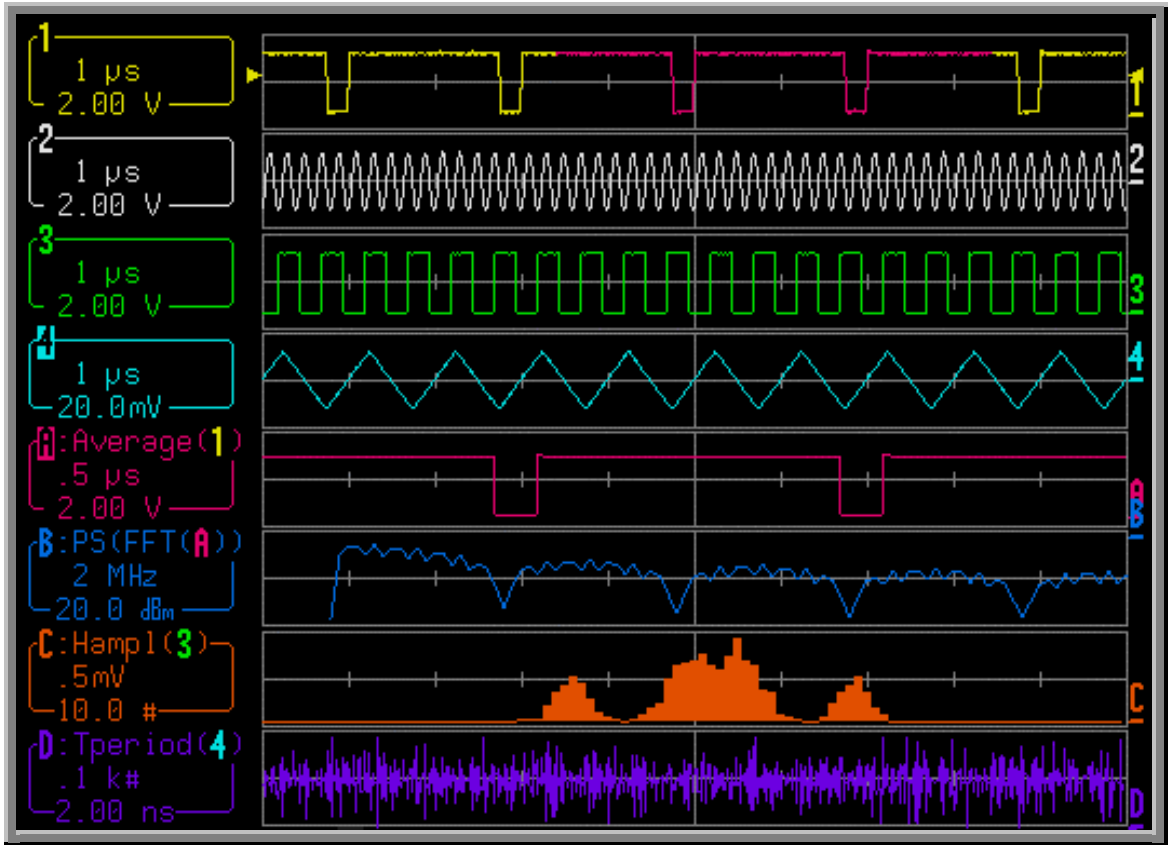 1
1 µs
2.00 V
1
2
1 µs
2.00 V
2
3
1 µs
2.00 V
3
4
1 µs
20.0mV
4
A:Average(1)
.5 µs
2.00 V
A
B:PS(FFT(A))
2 MHz
20.0 dBm
B
C:Hampl(3)
.5mV
10.0 #
C
D:Tperiod(4)
.1 k#
2.00 ns
D